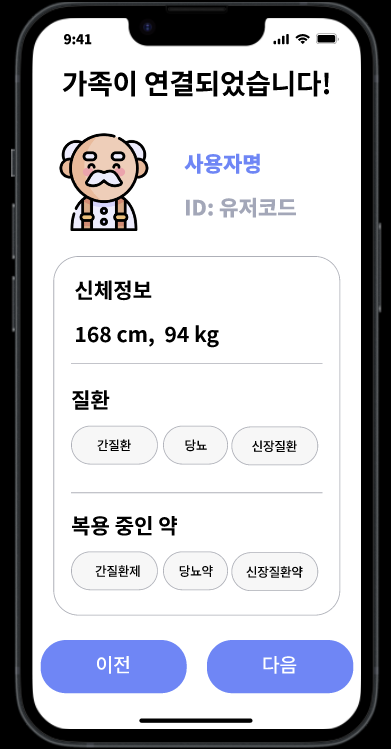 9:41
가족이 연결되었습니다!
사용자명
ID: 유저코드
신체정보
168 cm, 94 kg
질환
간질환 당뇨 신장질환
복용 중인 약
간질환제 당뇨약 신장질환약
이전 다음